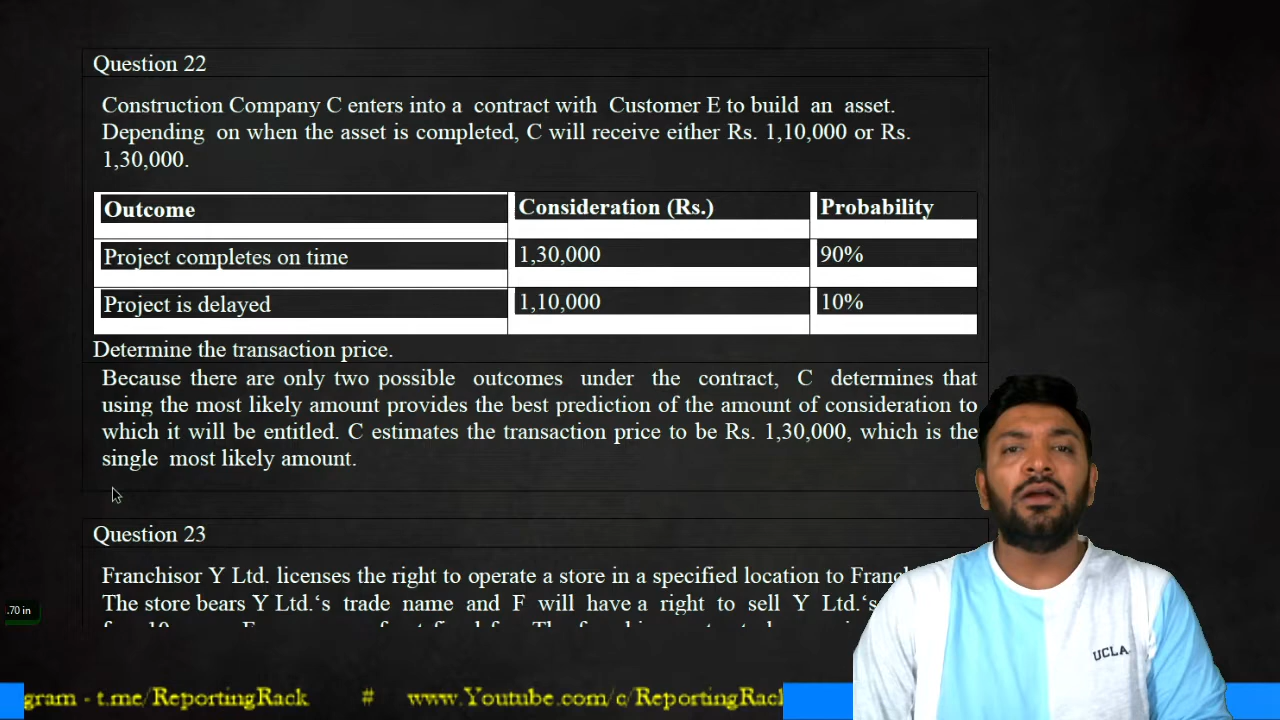 Question 22
Construction Company C enters into a contract with Customer E to build an asset.
Depending on when the asset is completed, C will receive either Rs. 1,10,000 or Rs.
1,30,000.
Outcome Consideration (Rs.) Probability
Project completes on time 1,30,000 90%
Project is delayed 1,10,000 10%
Determine the transaction price.
Because there are only two possible outcomes under the contract, C determines that
using the most likely amount provides the best prediction of the amount of consideration to
which it will be entitled. C estimates the transaction price to be Rs. 1,30,000, which is the
single most likely amount.
Question 23
Franchisor Y Ltd. licenses the right to operate a store in a specified location to
The store bears Y Ltd.‘s trade name and F will have a right to sell Y Ltd.‘s
.70 in
UCLA
gram - t.me/ReportingRack # www.Youtube.com/c/ReportingRac